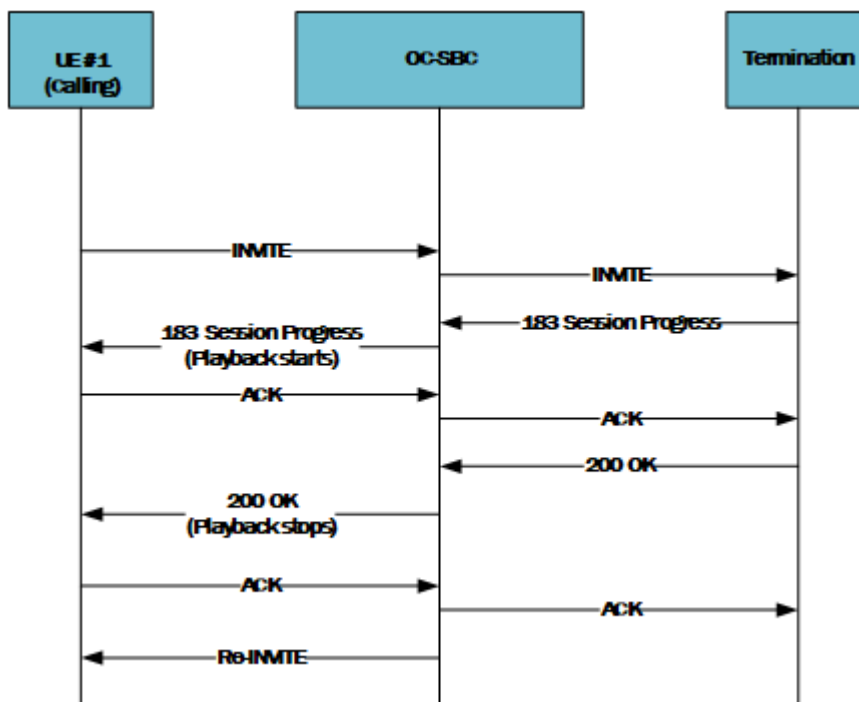 UE #1
(Calling)
OC-SBC
Termination
INVITE
INVITE
183 Session Progress
183 Session Progress
(Playback starts)
ACK
ACK
200 OK
200 OK
(Playback stops)
ACK
ACK
Re-INVITE